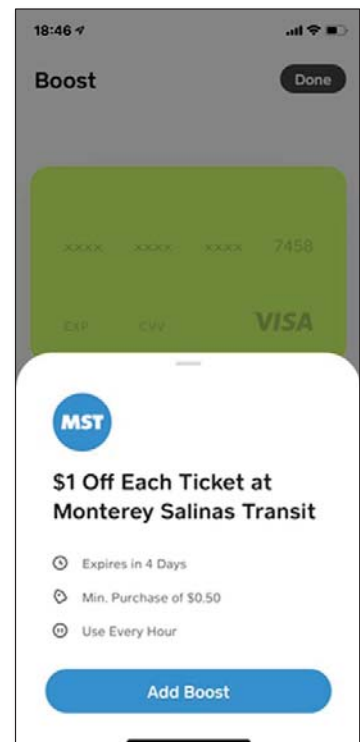 18:46
Boost
Done
xxxx xxxx xxxx 7458
EXP CVV VISA
MST
$1 Off Each Ticket at
Monterey Salinas Transit
Expires in 4 Days
Min. Purchase of $0.50
Use Every Hour
Add Boost